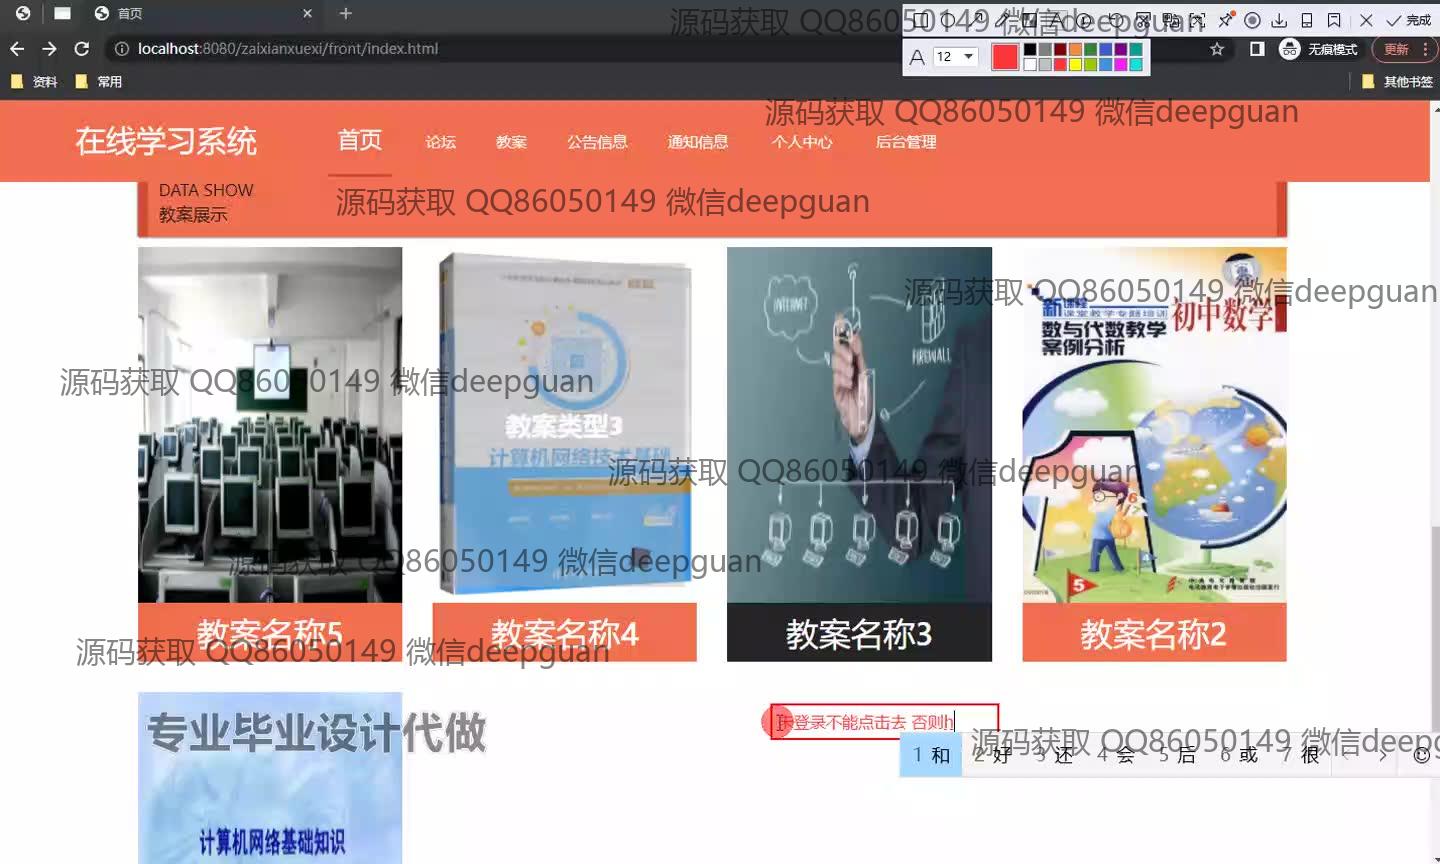 首页
源码获取 QQ86050149 微信deepguan
完成
localhost:8080/zaixianxuexi/front/index.html
A 12
无痕模式
更新
资料
常用
其他书签
源码获取 QQ86050149 微信deepguan
在线学习系统
首页
论坛
教案
公告信息
通知信息
个人中心
后台管理
DATA SHOW
教案展示
源码获取 QQ86050149 微信deepguan
源码获取 QQ86050149 微信deepguan
INTERNET
FIREWALL
新课程
课堂教学专题培训
初中数学
数与代数教学
案例分析
源码获取 QQ86050149 微信deepguan
教案类型3
计算机网络技术基础
源码获取 QQ86050149 微信deepguan
源码获取 QQ86050149 微信deepguan
5
教案名称5
教案名称4
教案名称3
教案名称2
源码获取 QQ86050149 微信deepguan
专业毕业设计代做
未登录不能点击去 否则h
源码获取 QQ86050149 微信deepg
1 和 2 好 3 还 4 会 5 后 6 或 7 很
计算机网络基础知识